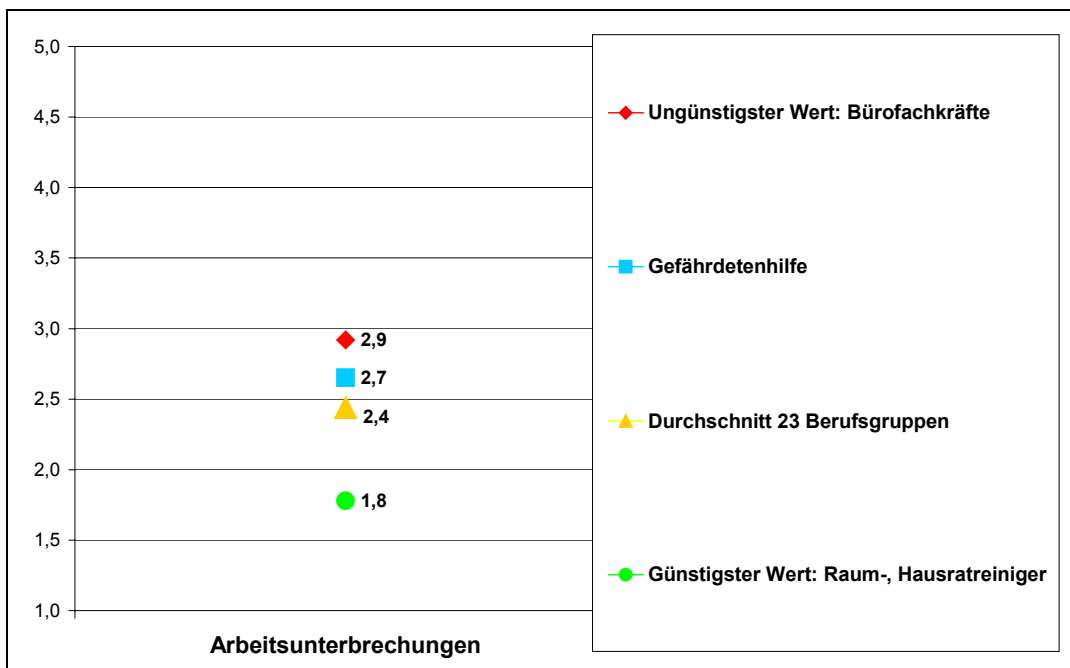 5,0
4,5
4,0
3,5
3,0
2,5
2,0
1,5
1,0
2,9
2,7
2,4
1,8
Arbeitsunterbrechungen
Ungünstigster Wert: Bürofachkräfte
Gefährdetenhilfe
Durchschnitt 23 Berufsgruppen
Günstigster Wert: Raum-, Hausratreiniger